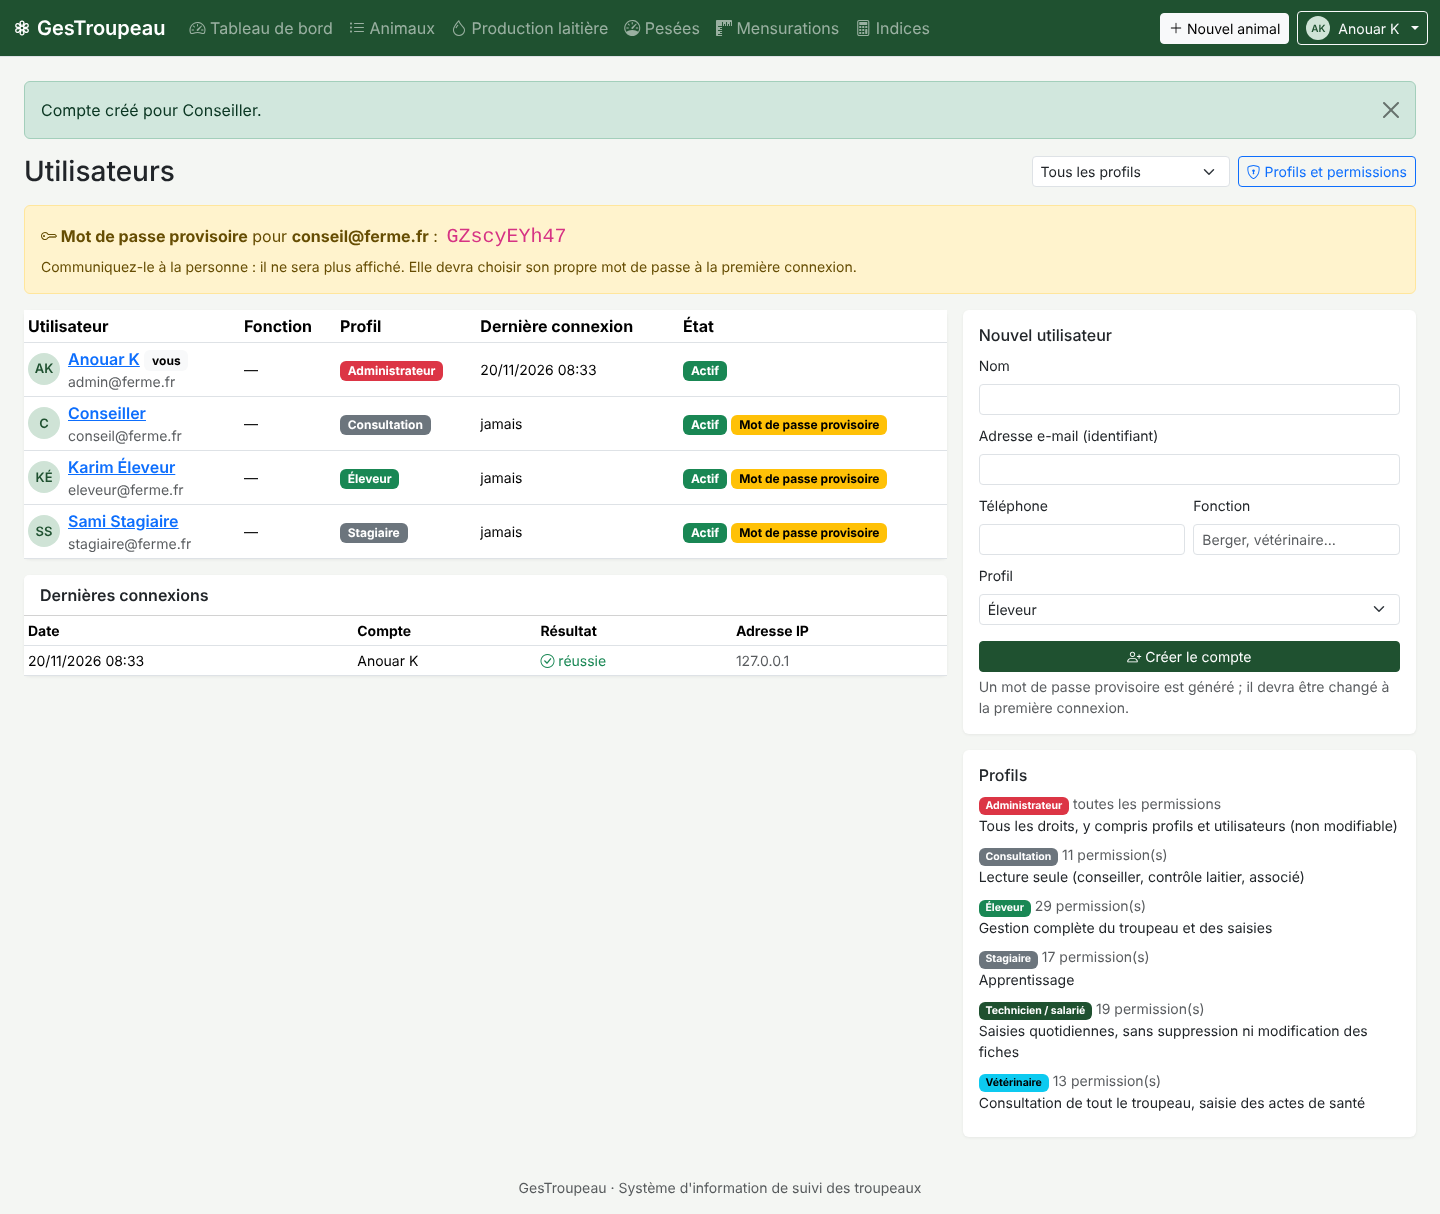 GesTroupeau
Tableau de bord
Animaux
Production laitière
Pesées
Mensurations
Indices
Nouvel animal
AK Anouar K
Compte créé pour Conseiller.
Utilisateurs
Tous les profils
Profils et permissions
Mot de passe provisoire pour conseil@ferme.fr : GZscyEYh47
Communiquez-le à la personne : il ne sera plus affiché. Elle devra choisir son propre mot de passe à la première connexion.
Utilisateur Fonction Profil Dernière connexion État
AK Anouar K vous — Administrateur 20/11/2026 08:33 Actif
admin@ferme.fr
C Conseiller — Consultation jamais Actif Mot de passe provisoire
conseil@ferme.fr
KÉ Karim Éleveur — Éleveur jamais Actif Mot de passe provisoire
eleveur@ferme.fr
SS Sami Stagiaire — Stagiaire jamais Actif Mot de passe provisoire
stagiaire@ferme.fr
Dernières connexions
Date Compte Résultat Adresse IP
20/11/2026 08:33 Anouar K réussie 127.0.0.1
Nouvel utilisateur
Nom
Adresse e-mail (identifiant)
Téléphone Fonction
Berger, vétérinaire...
Profil
Éleveur
Créer le compte
Un mot de passe provisoire est généré ; il devra être changé à
la première connexion.
Profils
Administrateur toutes les permissions
Tous les droits, y compris profils et utilisateurs (non modifiable)
Consultation 11 permission(s)
Lecture seule (conseiller, contrôle laitier, associé)
Éleveur 29 permission(s)
Gestion complète du troupeau et des saisies
Stagiaire 17 permission(s)
Apprentissage
Technicien / salarié 19 permission(s)
Saisies quotidiennes, sans suppression ni modification des
fiches
Vétérinaire 13 permission(s)
Consultation de tout le troupeau, saisie des actes de santé
GesTroupeau · Système d'information de suivi des troupeaux